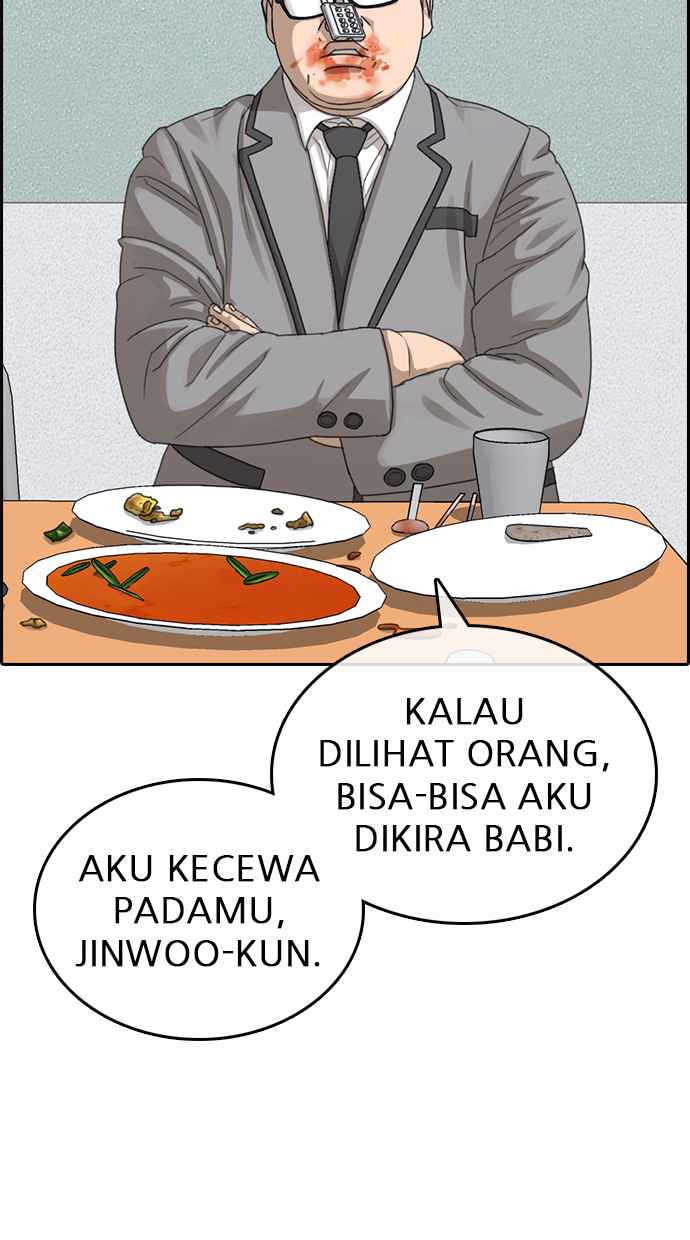 KALAU
DILIHAT ORANG,
BISA-BISA AKU
DIKIRA BABI.
AKU KECEWA
PADAMU,
JINWOO-KUN.